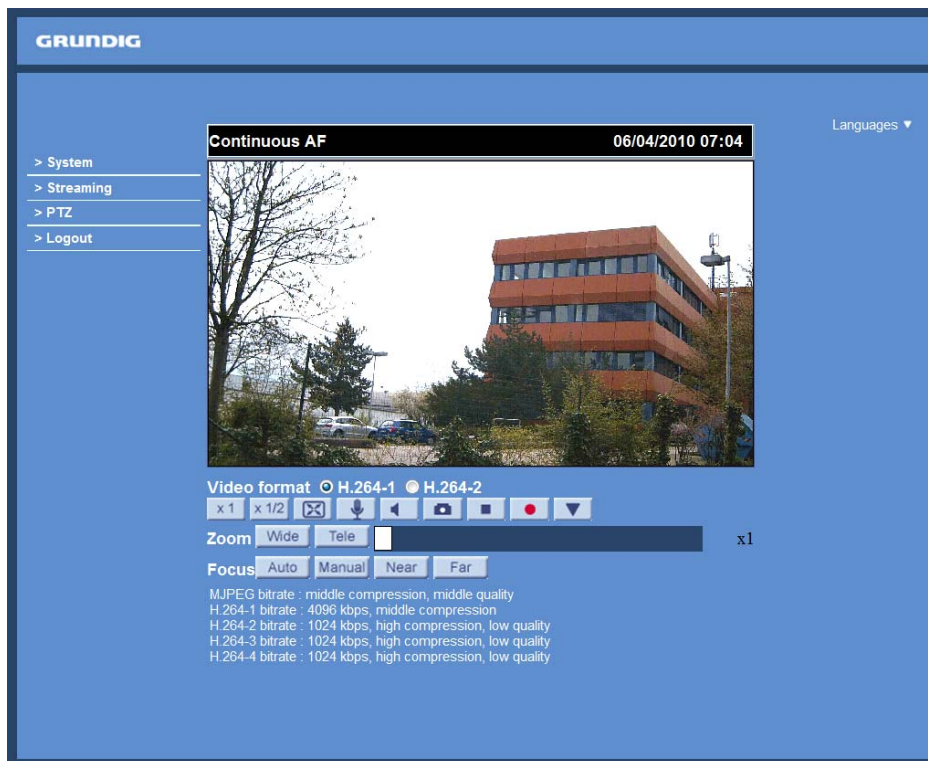 GRUNDIG
Languages ▼
Continuous AF 06/04/2010 07:04
> System
> Streaming
> PTZ
> Logout
Video format H.264-1 H.264-2
x 1 x 1/2
Zoom Wide Tele x1
Focus Auto Manual Near Far
MJPEG bitrate : middle compression, middle quality
H.264-1 bitrate : 4096 kbps, middle compression
H.264-2 bitrate : 1024 kbps, high compression, low quality
H.264-3 bitrate : 1024 kbps, high compression, low quality
H.264-4 bitrate : 1024 kbps, high compression, low quality